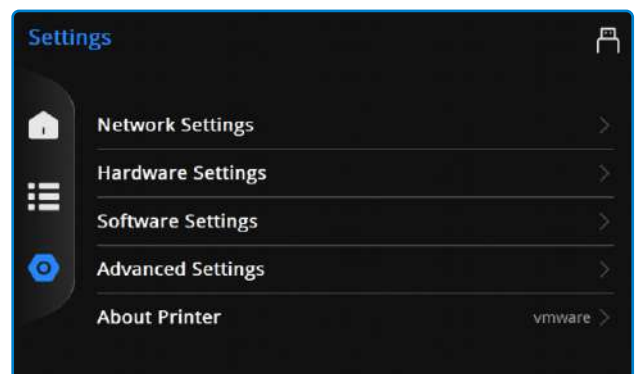 Settings
Network Settings
Hardware Settings
Software Settings
Advanced Settings
About Printer vmware